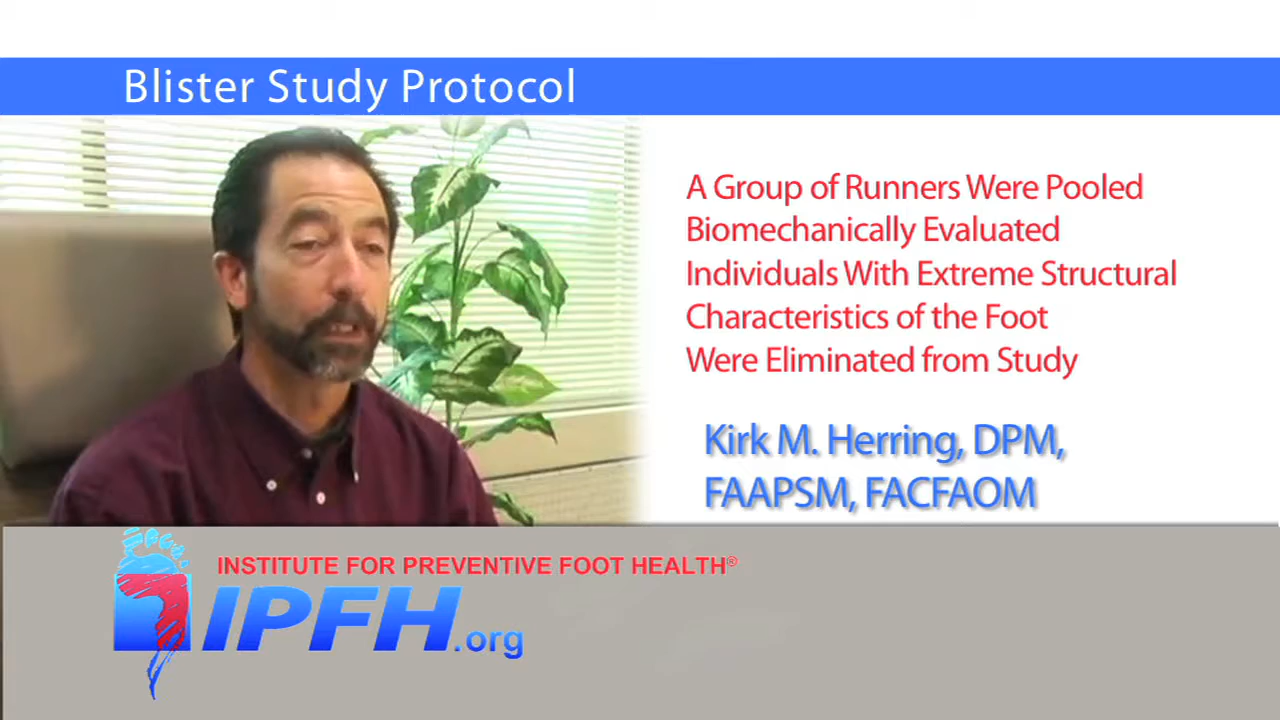 Blister Study Protocol
A Group of Runners Were Pooled
Biomechanically Evaluated
Individuals With Extreme Structural
Characteristics of the Foot
Were Eliminated from Study
Kirk M. Herring, DPM,
FAAPSM, FACFAOM
INSTITUTE FOR PREVENTIVE FOOT HEALTH®
IPFH.org